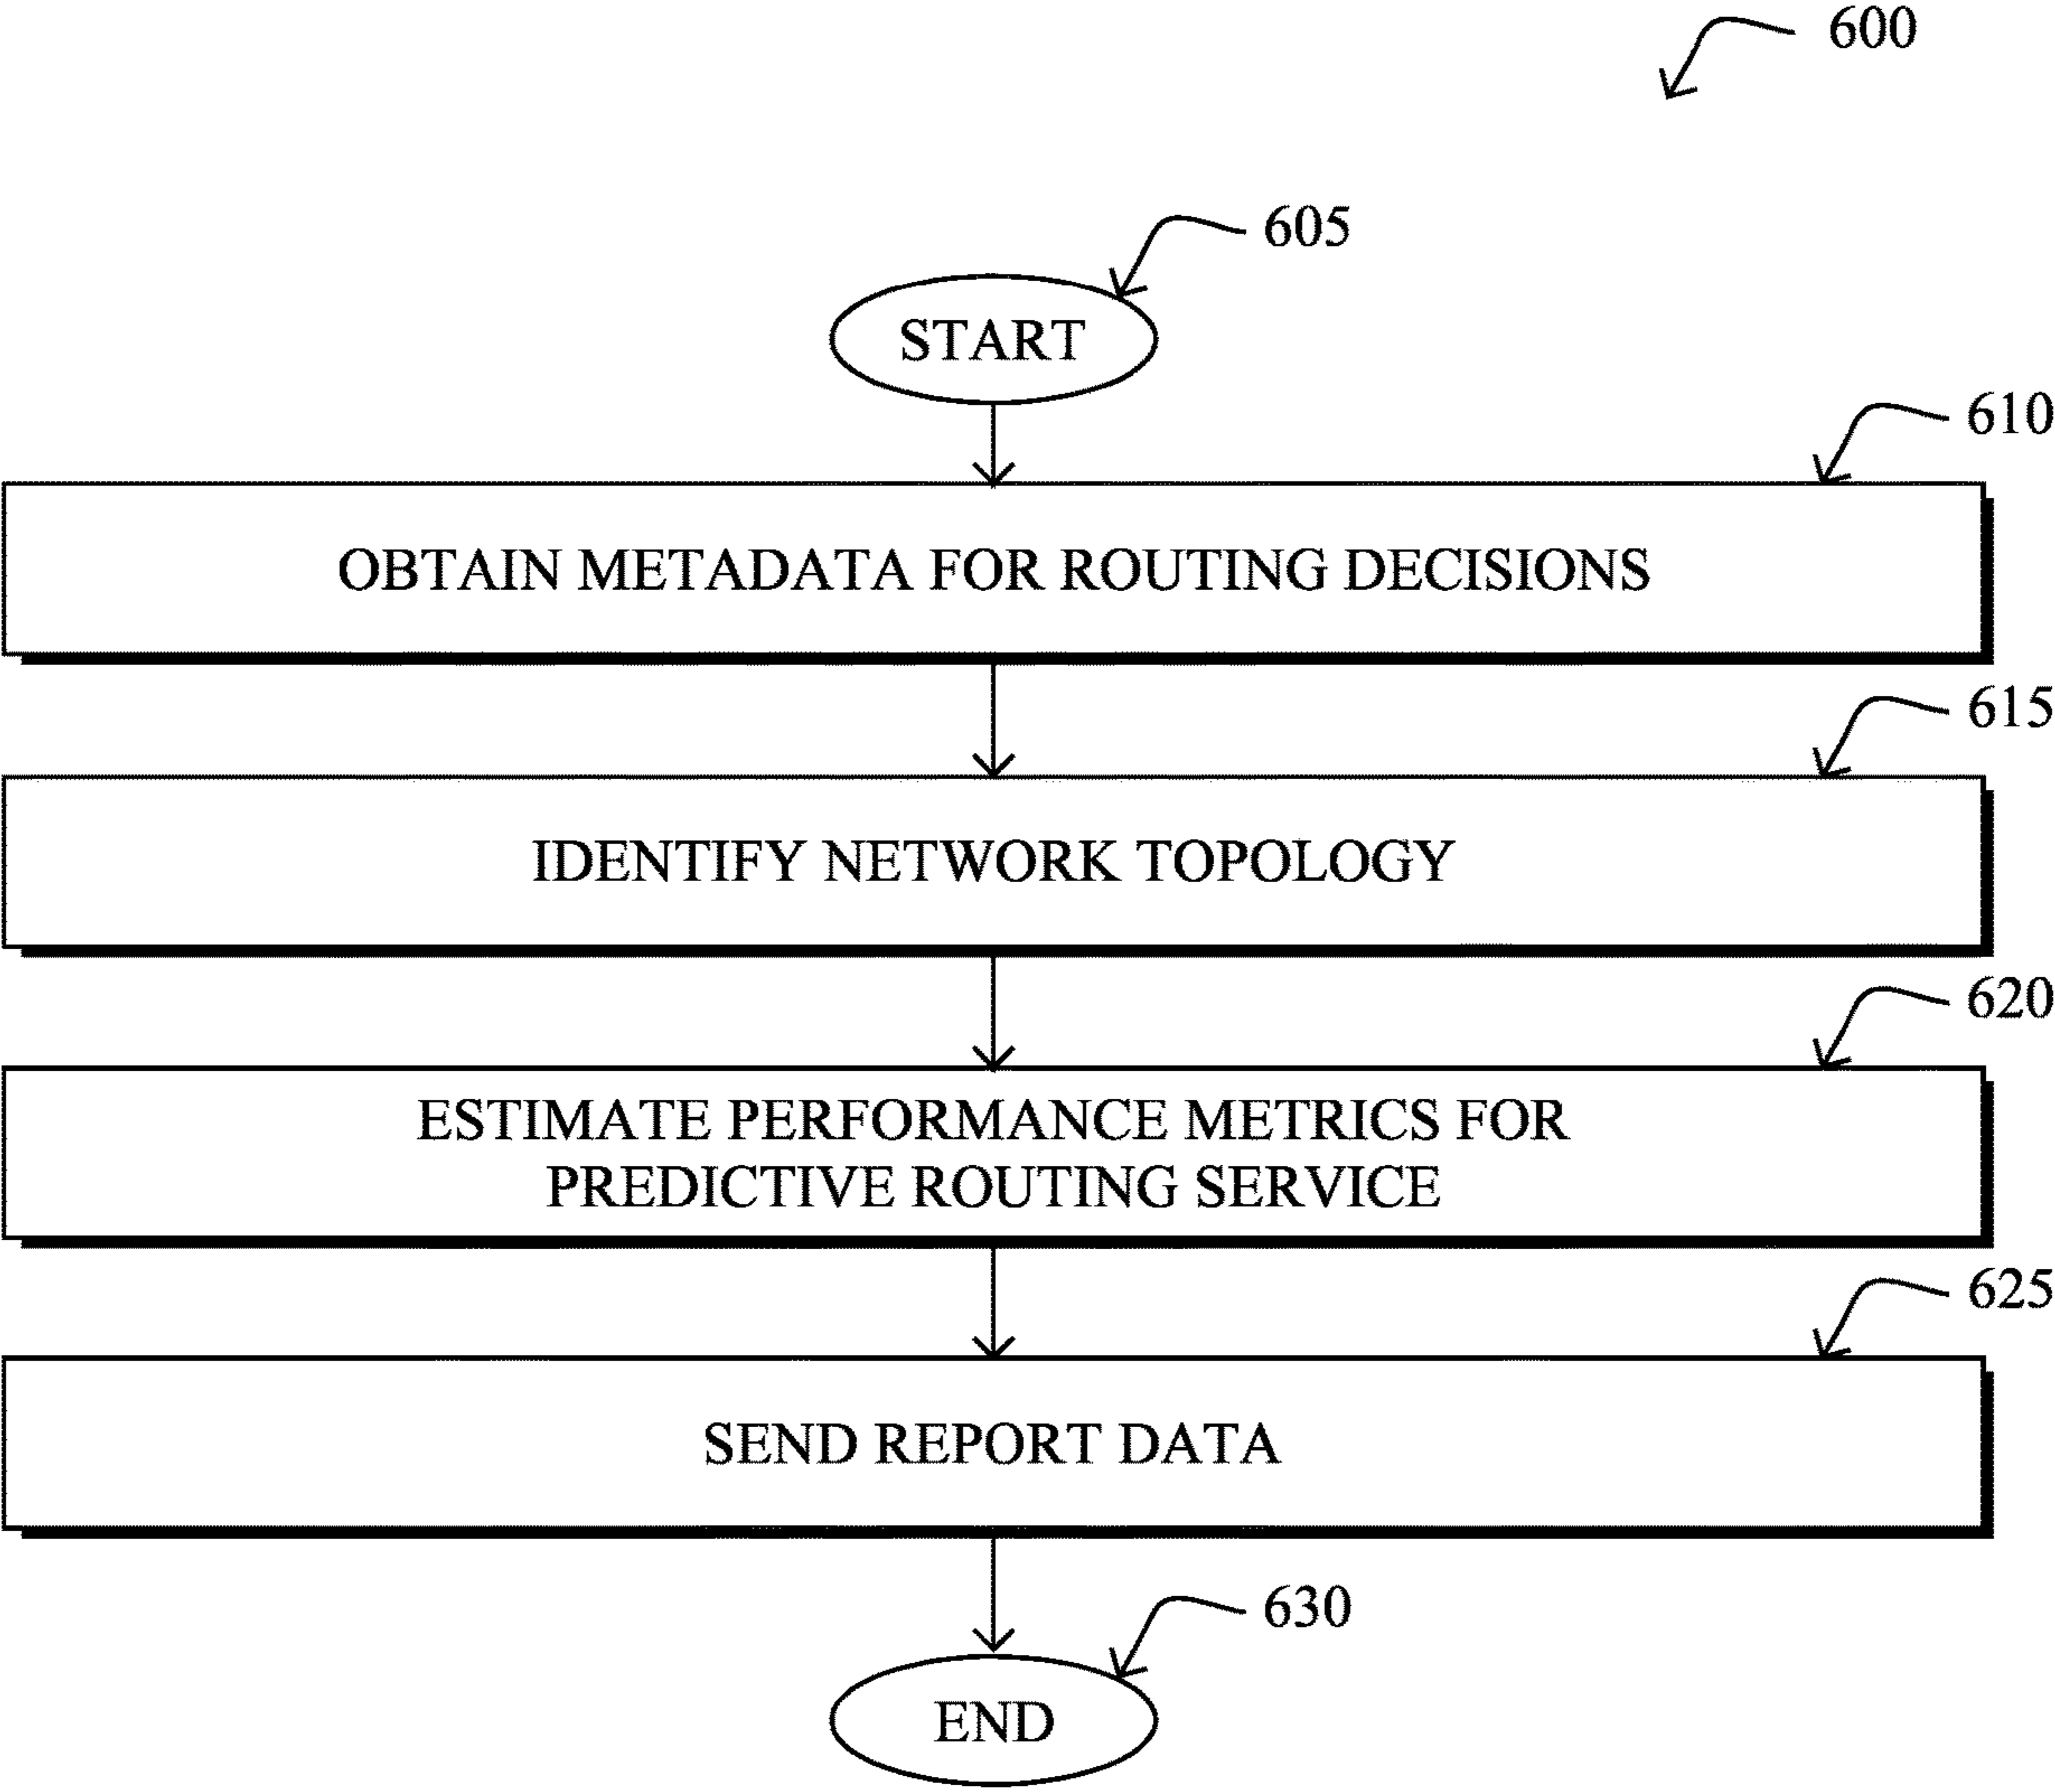 600
605
START
610
OBTAIN METADATA FOR ROUTING DECISIONS
615
IDENTIFY NETWORK TOPOLOGY
620
ESTIMATE PERFORMANCE METRICS FOR
PREDICTIVE ROUTING SERVICE
625
SEND REPORT DATA
630
END